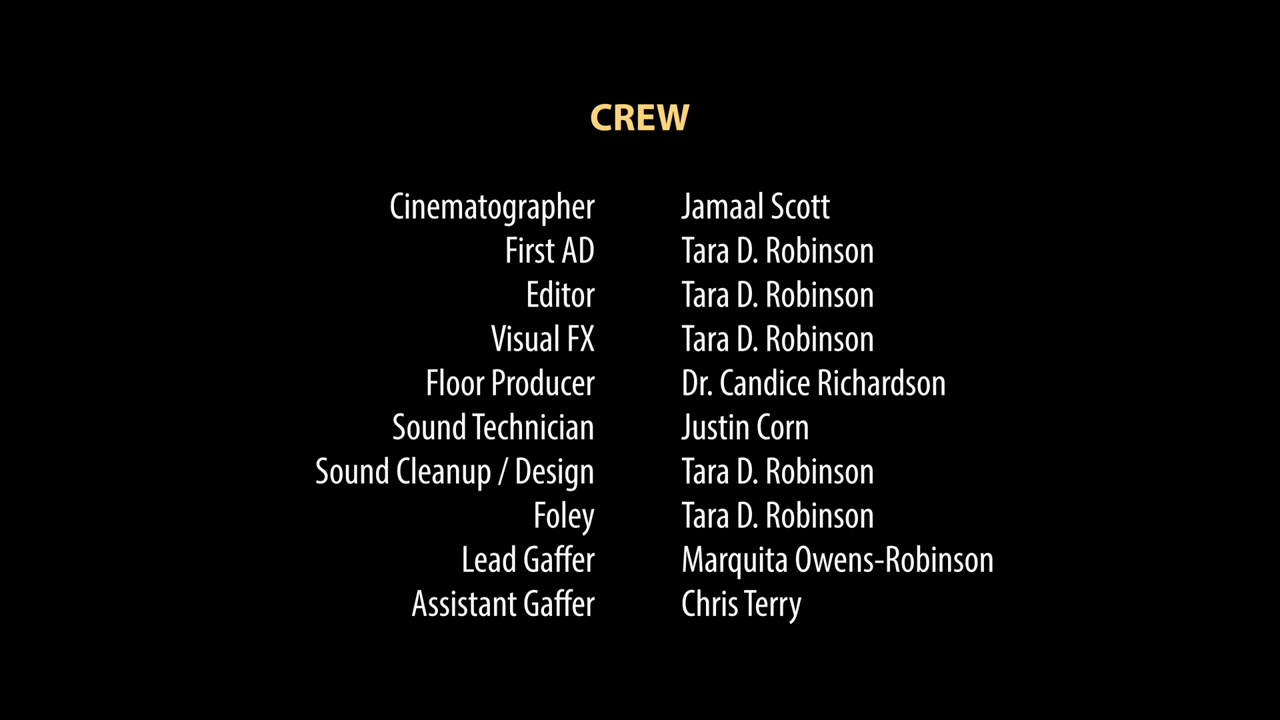 CREW
Cinematographer Jamaal Scott
First AD Tara D. Robinson
Editor Tara D. Robinson
Visual FX Tara D. Robinson
Floor Producer Dr. Candice Richardson
Sound Technician Justin Corn
Sound Cleanup / Design Tara D. Robinson
Foley Tara D. Robinson
Lead Gaffer Marquita Owens-Robinson
Assistant Gaffer Chris Terry